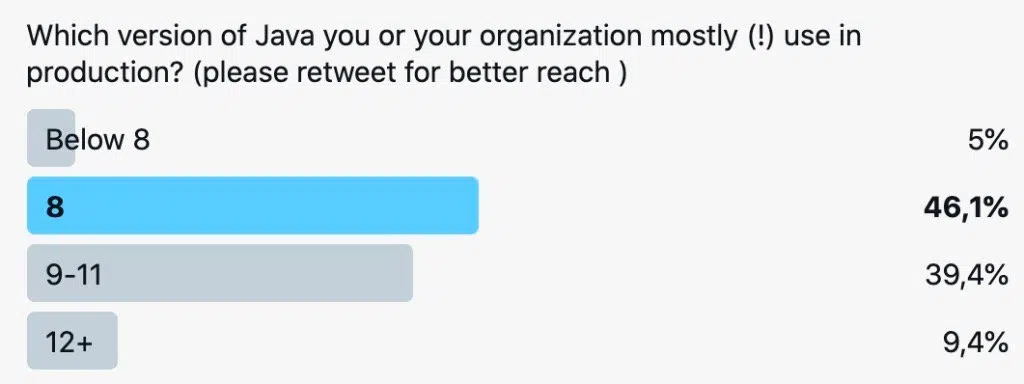 Which version of Java you or your organization mostly (!) use in
production? (please retweet for better reach )
Below 8 5%
8 46,1%
9-11 39,4%
12+ 9,4%